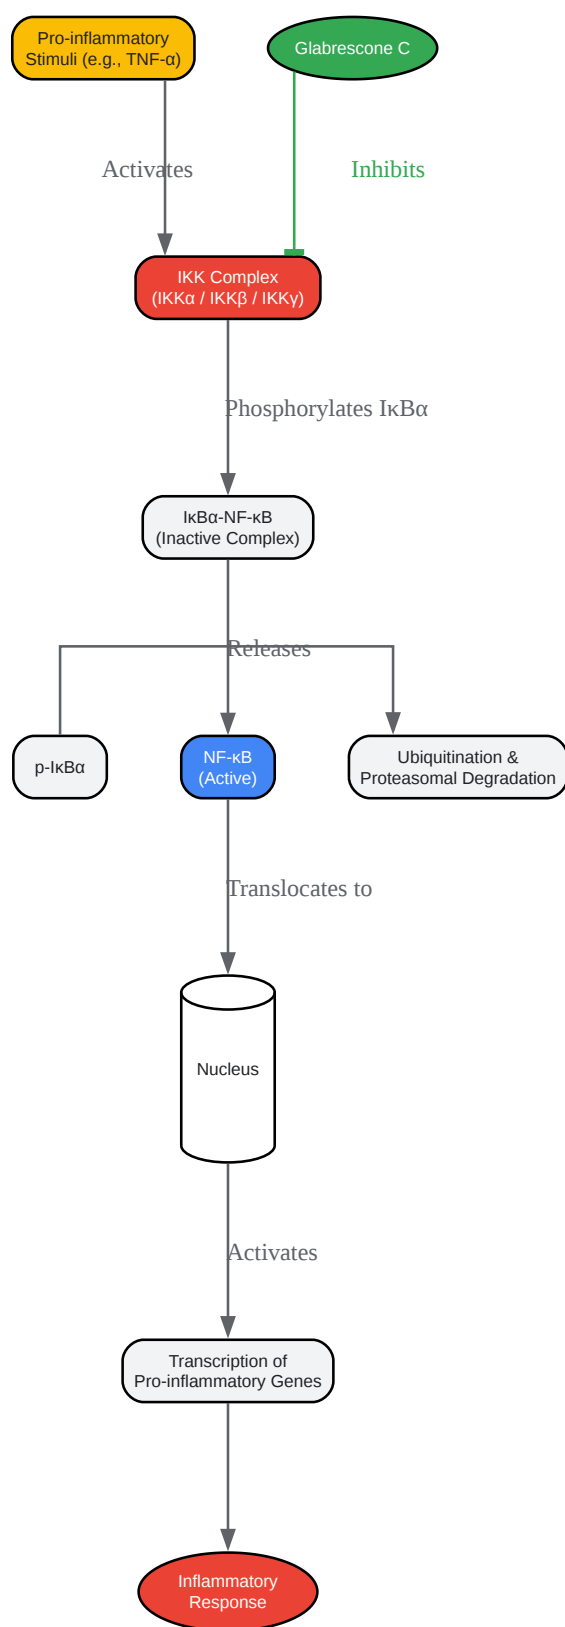 Pro-inflammatory
Stimuli (e.g., TNF-α)
Glabrescone C
Activates
Inhibits
IKK Complex
(IKKα / IKKβ / IKKγ)
Phosphorylates IκBα
IκBα-NF-κB
(Inactive Complex)
Releases
p-IκBα
NF-κB
(Active)
Ubiquitination &
Proteasomal Degradation
Translocates to
Nucleus
Activates
Transcription of
Pro-inflammatory Genes
Inflammatory
Response